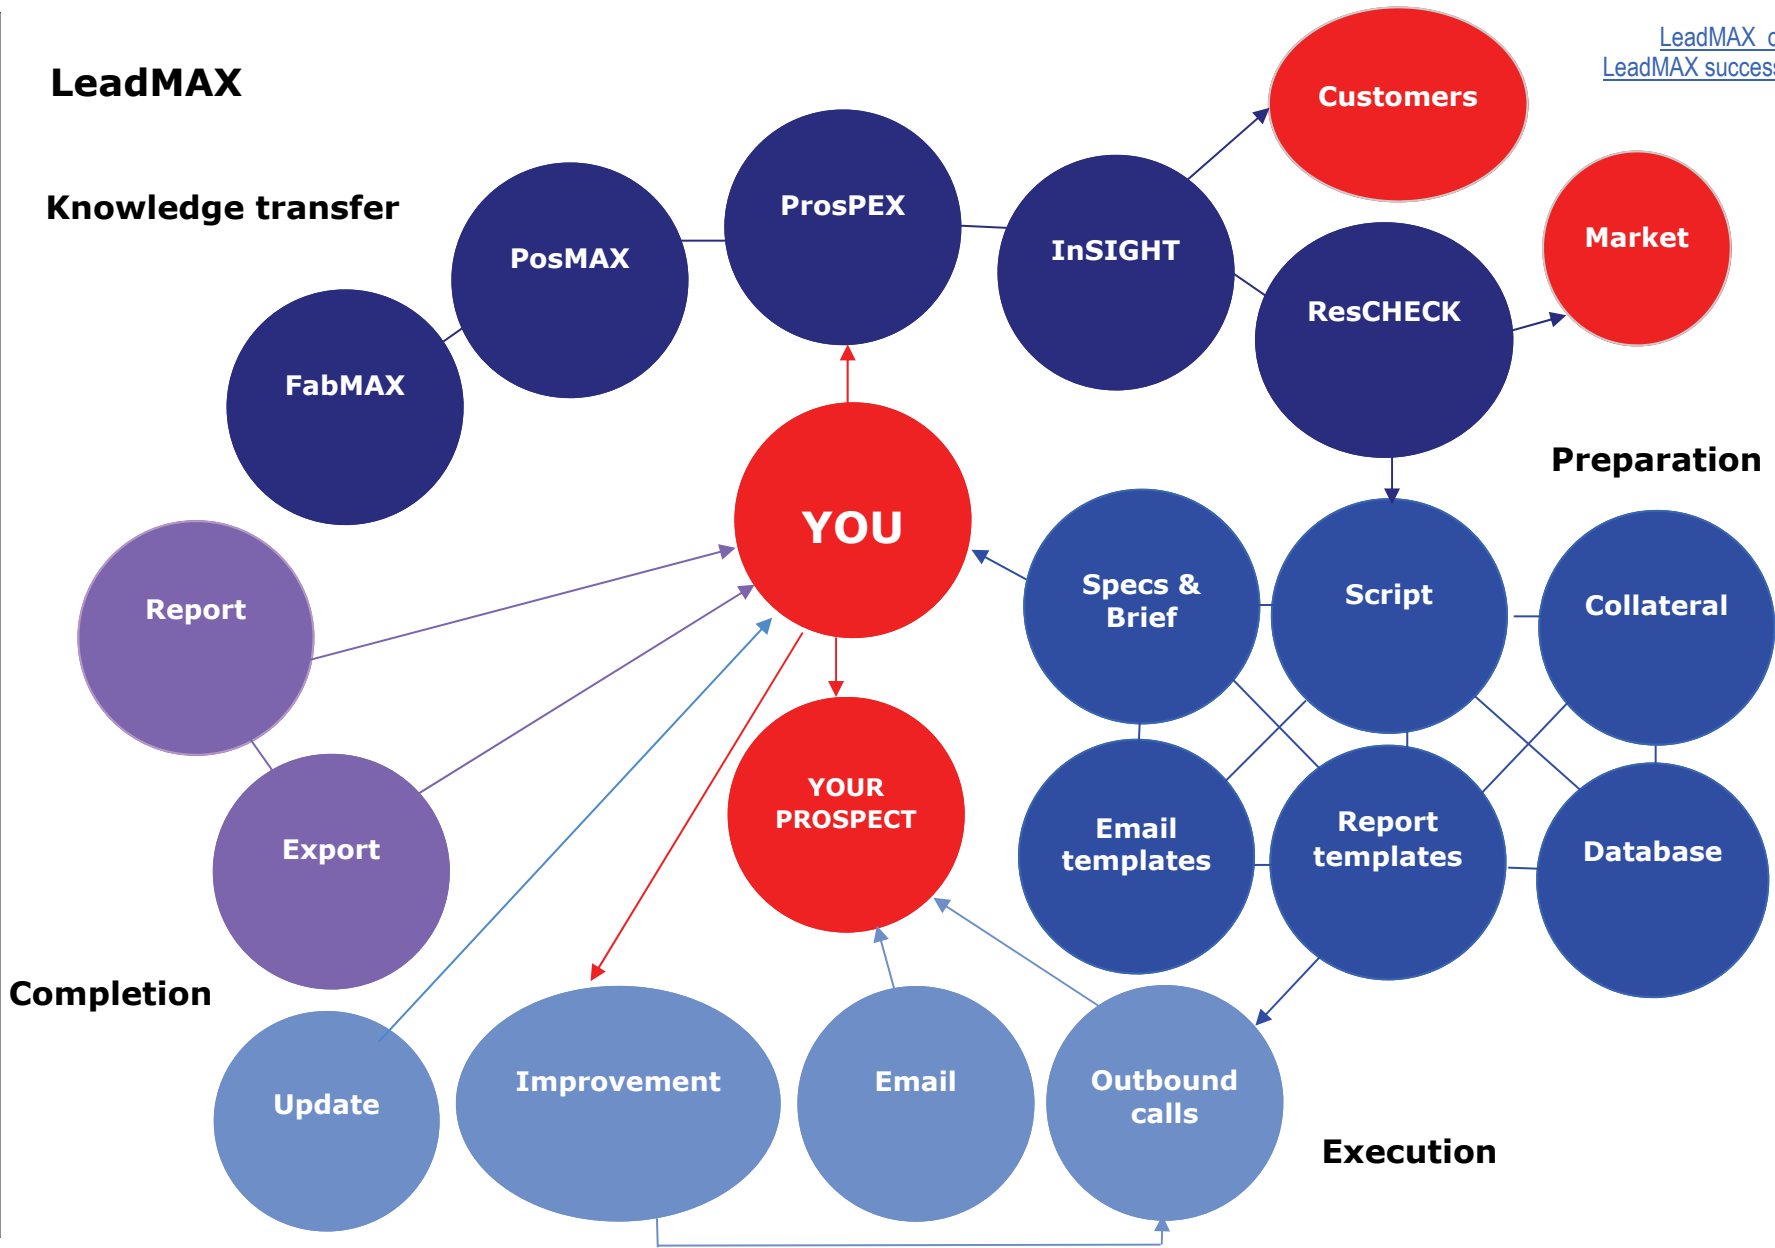 LeadMAX
LeadMAX
LeadMAX success
Customers
Knowledge transfer
ProsPEX
Market
PosMAX
InSIGHT
ResCHECK
FabMAX
Preparation
YOU
Report
Specs &
Brief
Script
Collateral
YOUR
PROSPECT
Export
Email
templates
Report
templates
Database
Completion
Update
Improvement
Email
Outbound
calls
Execution